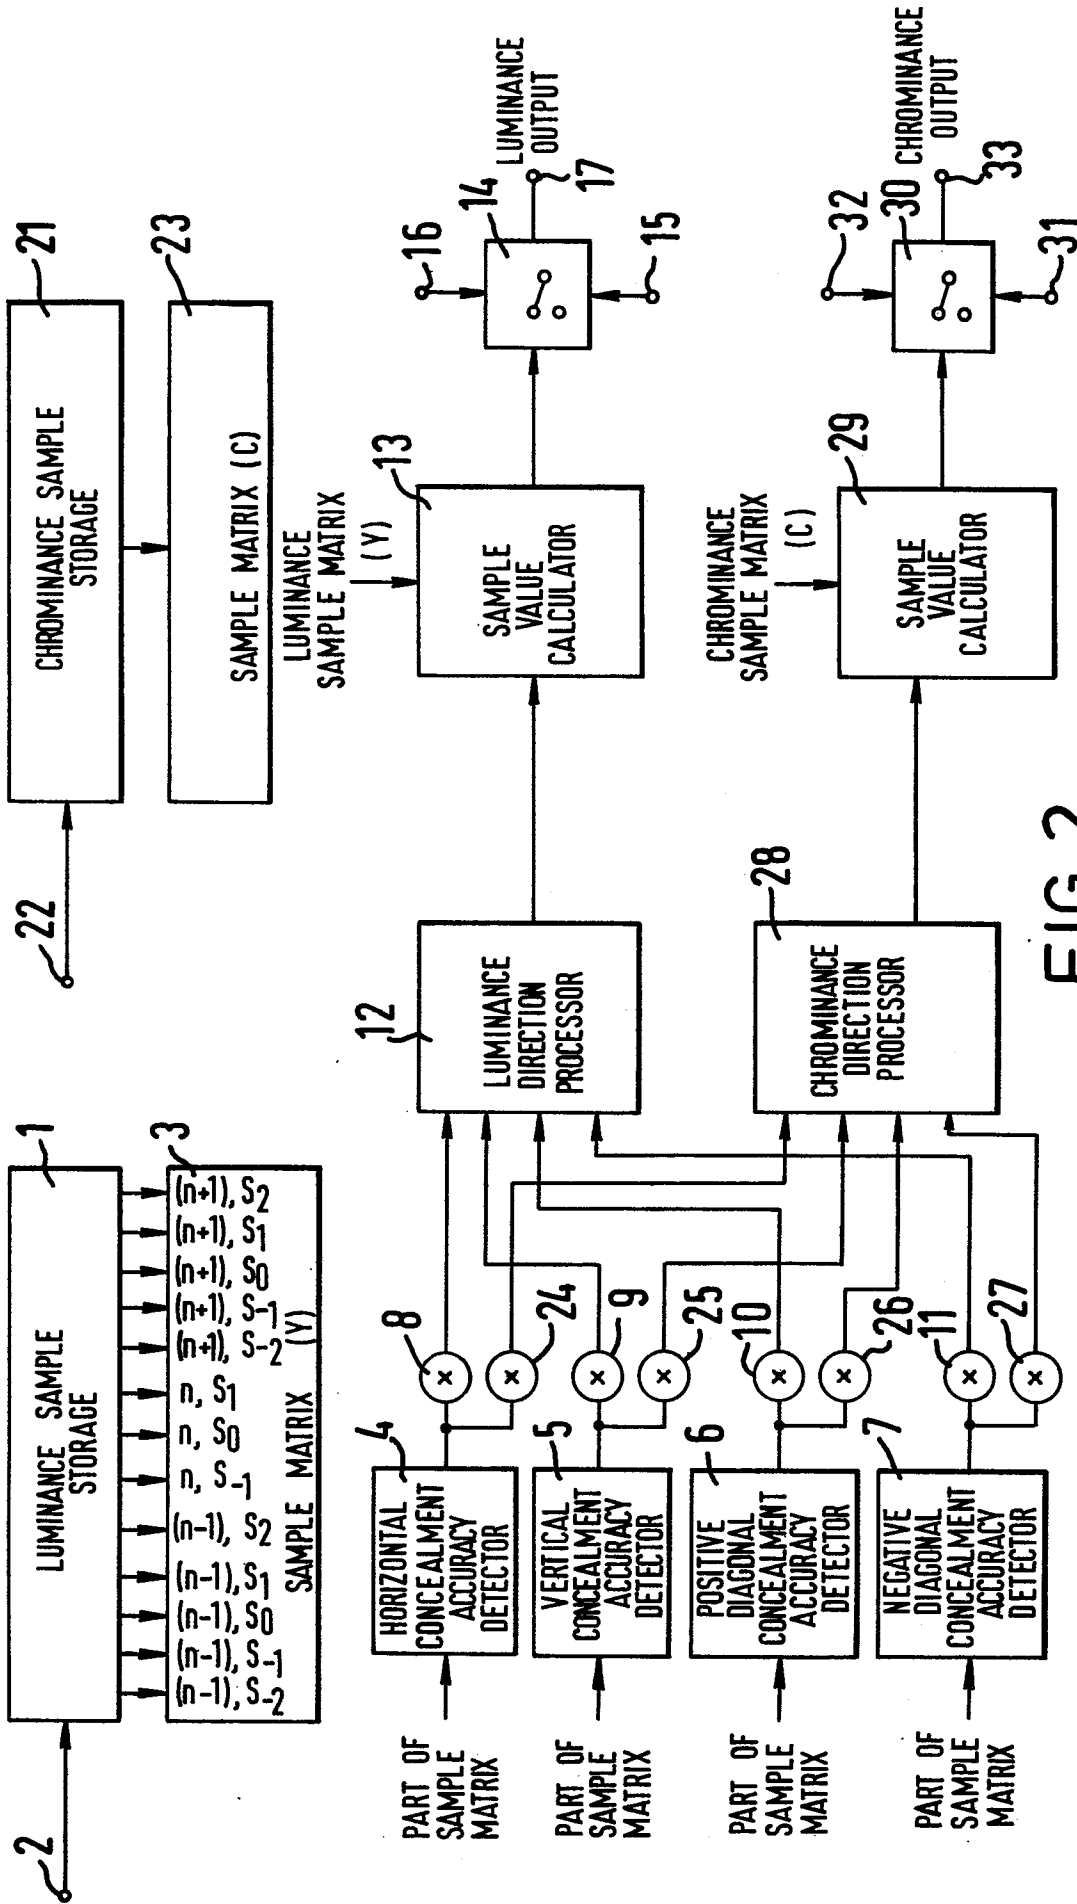 2
LUMINANCE SAMPLE
STORAGE
1
3
(n-1), S-2
(n-1), S-1
(n-1), S0
(n-1), S1
(n-1), S2
n, S-1
n, S0
n, S1
(n+1), S-2
(n+1), S-1
(n+1), S0
(n+1), S1
(n+1), S2
SAMPLE MATRIX (Y)
22
CHROMINANCE SAMPLE
STORAGE
21
23
SAMPLE MATRIX (C)
PART OF
SAMPLE
MATRIX
HORIZONTAL
CONCEALMENT
ACCURACY
DETECTOR
4
8
24
PART OF
SAMPLE
MATRIX
VERTICAL
CONCEALMENT
ACCURACY
DETECTOR
5
9
25
PART OF
SAMPLE
MATRIX
POSITIVE
DIAGONAL
CONCEALMENT
ACCURACY
DETECTOR
6
10
26
PART OF
SAMPLE
MATRIX
NEGATIVE
DIAGONAL
CONCEALMENT
ACCURACY
DETECTOR
7
11
27
12
LUMINANCE
DIRECTION
PROCESSOR
LUMINANCE
SAMPLE MATRIX
(Y)
13
SAMPLE
VALUE
CALCULATOR
16
14
15
LUMINANCE
OUTPUT
17
28
CHROMINANCE
DIRECTION
PROCESSOR
CHROMINANCE
SAMPLE MATRIX
(C)
29
SAMPLE
VALUE
CALCULATOR
32
30
31
CHROMINANCE
OUTPUT
33
FIG 2